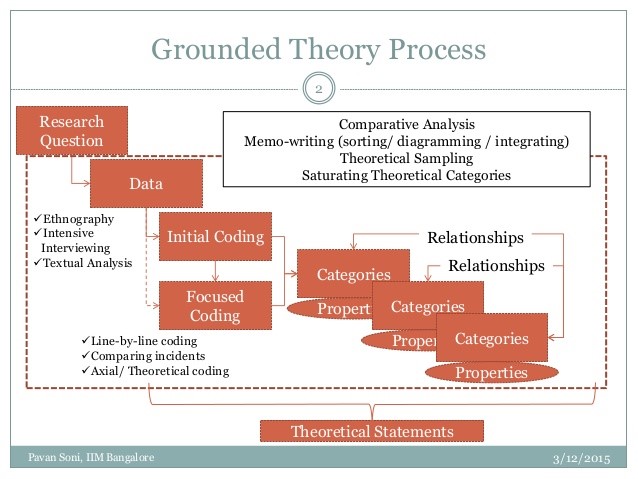 Grounded Theory Process
2
Research
Question
Comparative Analysis
Memo-writing (sorting/ diagramming / integrating)
Theoretical Sampling
Saturating Theoretical Categories
Data
✓Ethnography
✓Intensive
Interviewing
✓Textual Analysis
Initial Coding
Focused
Coding
✓Line-by-line coding
✓Comparing incidents
✓Axial/ Theoretical coding
Relationships
Relationships
Categories
Properti
Categories
Proper
Categories
Properties
Theoretical Statements
Pavan Soni, IIM Bangalore
3/12/2015